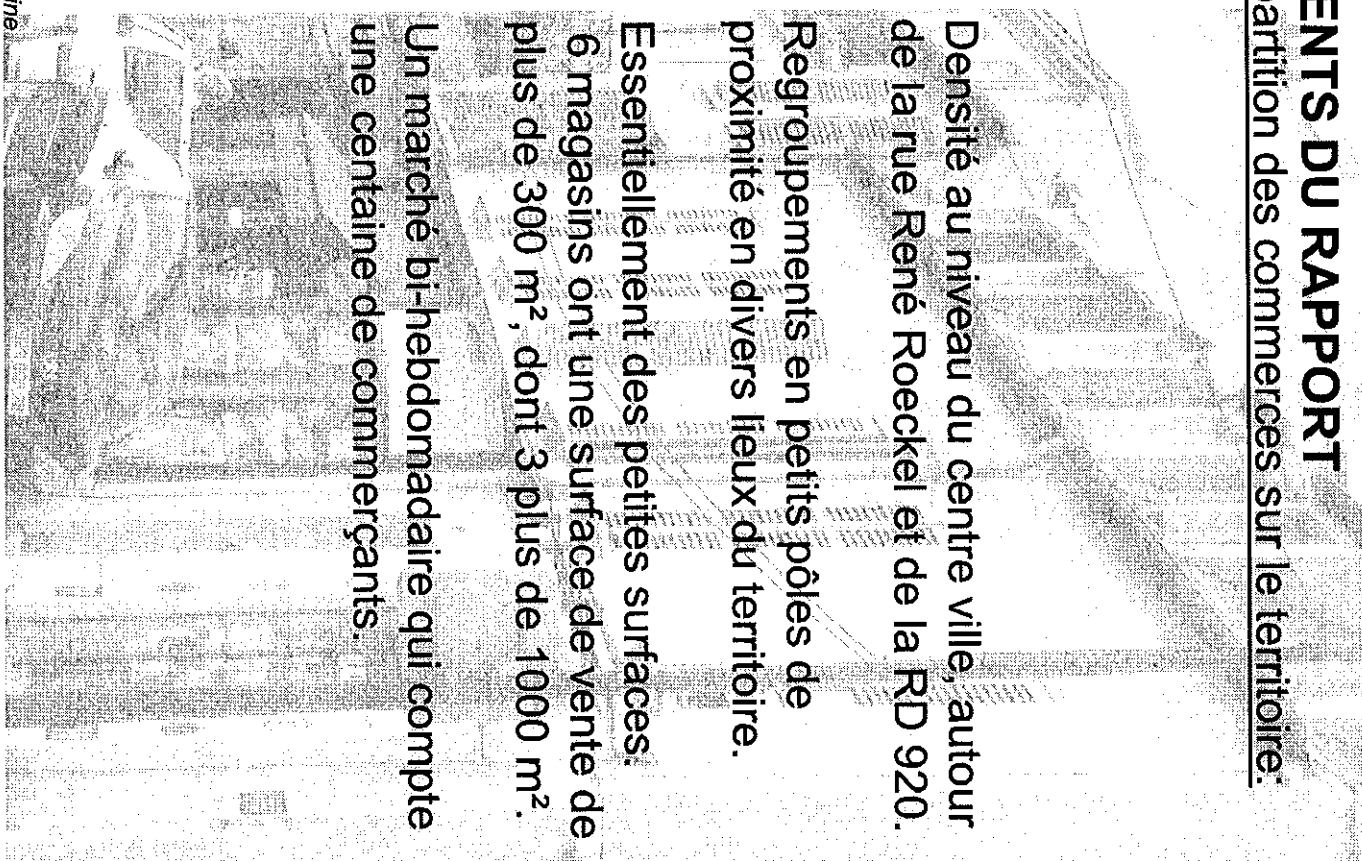 ENTS DU RAPPORT
partition des commerces sur le territoire:
Densité au niveau du centre ville, autour
de la rue René Roeckel et de la RD 920.
Regroupements en petits pôles de
proximité en divers lieux du territoire.
Essentiellement des petites surfaces.
6 magasins ont une surface de vente de
plus de 300 m², dont 3 plus de 1000 m².
Un marché bi-hebdomadaire qui compte
une centaine de commerçants.
ine